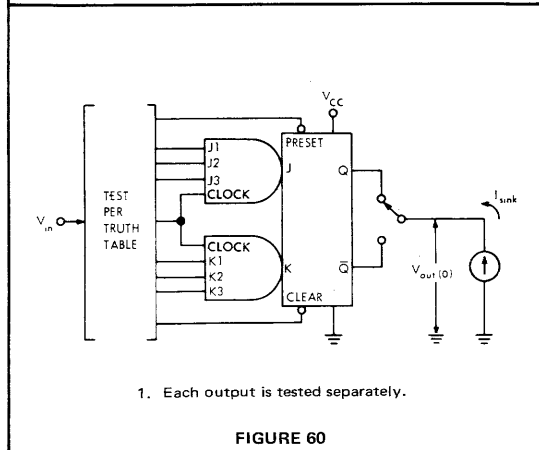 V_CC
PRESET
J1
J2
J3
CLOCK
J
Q
I_sink
TEST
PER
TRUTH
TABLE
V_in
CLOCK
K1
K2
K3
K
Q̄
V_out(0)
CLEAR
1. Each output is tested separately.
FIGURE 60